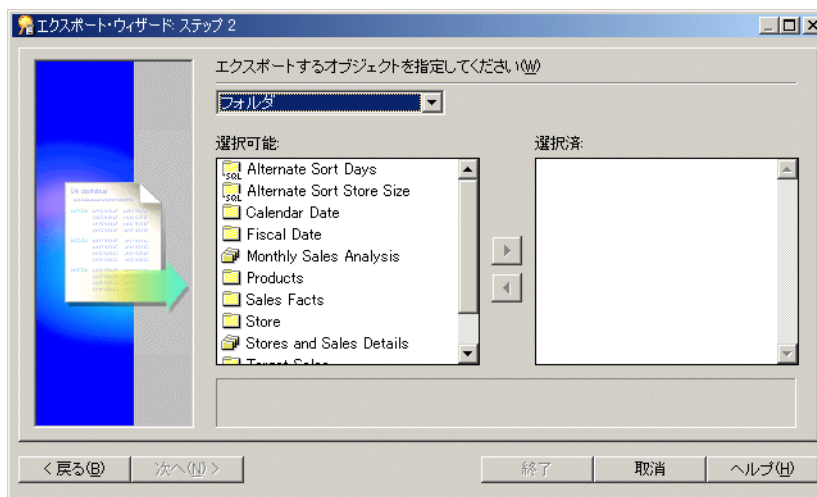 エクスポート・ウィザード: ステップ 2
エクスポートするオブジェクトを指定してください(W)
フォルダ
選択可能:
選択済:
Alternate Sort Days
Alternate Sort Store Size
Calendar Date
Fiscal Date
Monthly Sales Analysis
Products
Sales Facts
Store
Stores and Sales Details
Target Sales
< 戻る(B)
次へ(N) >
終了
取消
ヘルプ(H)